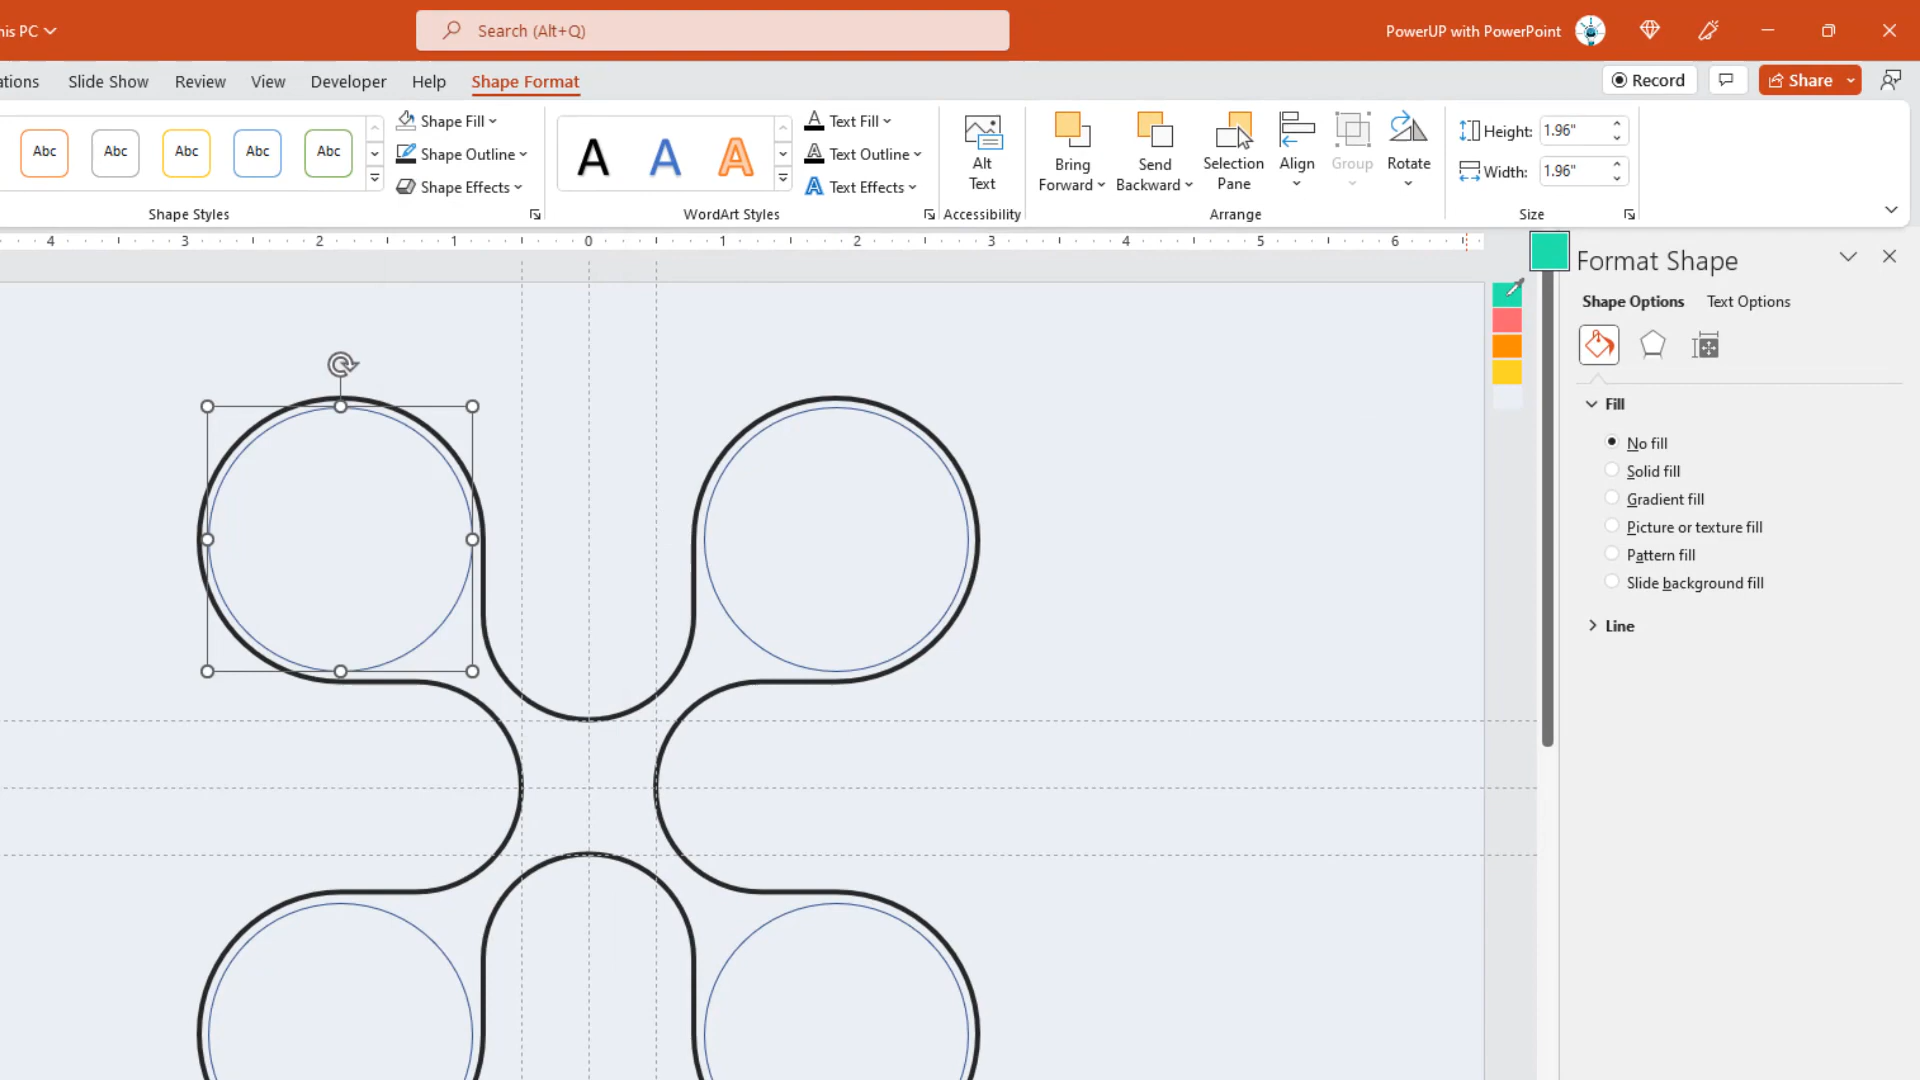 his PC
Search (Alt+Q)
PowerUP with PowerPoint
ations
Slide Show
Review
View
Developer
Help
Shape Format
Record
Share
Abc
Abc
Abc
Abc
Abc
Shape Fill
Shape Outline
Shape Effects
Shape Styles
A
A
A
Text Fill
Text Outline
Text Effects
WordArt Styles
Alt
Text
Accessibility
Bring
Forward
Send
Backward
Selection
Pane
Align
Group
Rotate
Arrange
Height: 1.96"
Width: 1.96"
Size
4 3 2 1 0 1 2 3 4 5 6
Format Shape
Shape Options Text Options
Fill
No fill
Solid fill
Gradient fill
Picture or texture fill
Pattern fill
Slide background fill
Line